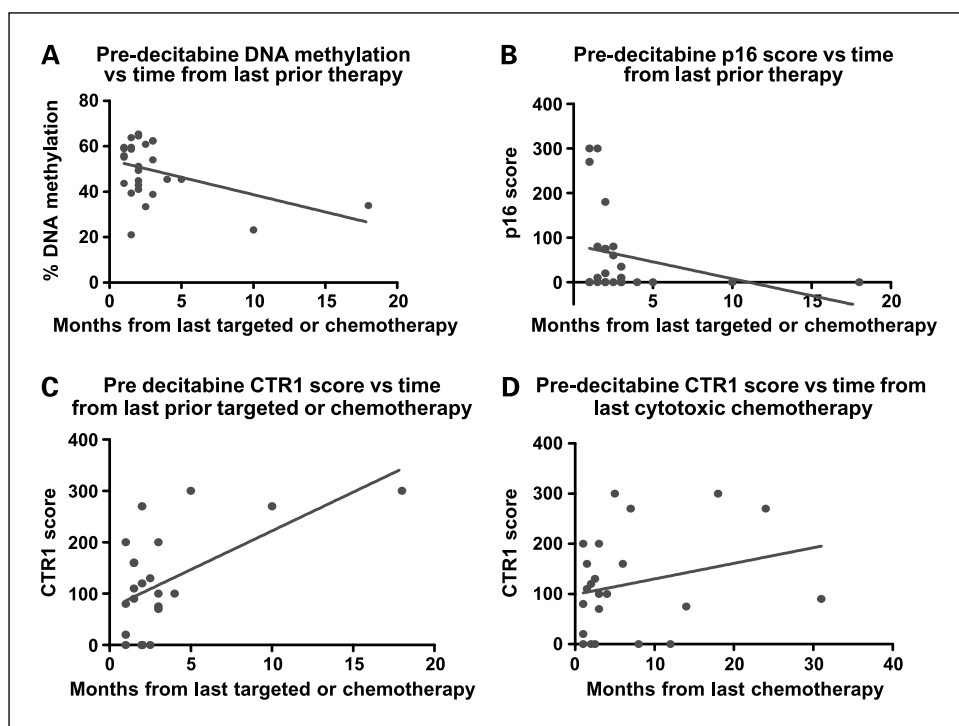 A
Pre-decitabine DNA methylation
vs time from last prior therapy
% DNA methylation
80
60
40
20
0
0 5 10 15 20
Months from last targeted or chemotherapy
B
Pre-decitabine p16 score vs time
from last prior therapy
p16 score
400
300
200
100
0
5 10 15 20
Months from last targeted or chemotherapy
C
Pre decitabine CTR1 score vs time
from last prior targeted or chemotherapy
CTR1 score
400
300
200
100
0
0 5 10 15 20
Months from last targeted or chemotherapy
D
Pre-decitabine CTR1 score vs time from
last cytotoxic chemotherapy
CTR1 score
400
300
200
100
0
0 10 20 30 40
Months from last chemotherapy